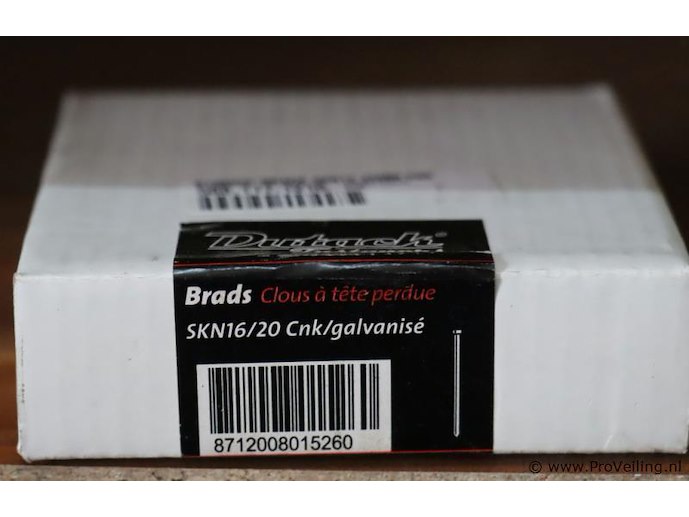 Dutack
Brads Clous à tête perdue
SKN16/20 Cnk/galvanisé
8712008015260
© www.ProVeiling.nl